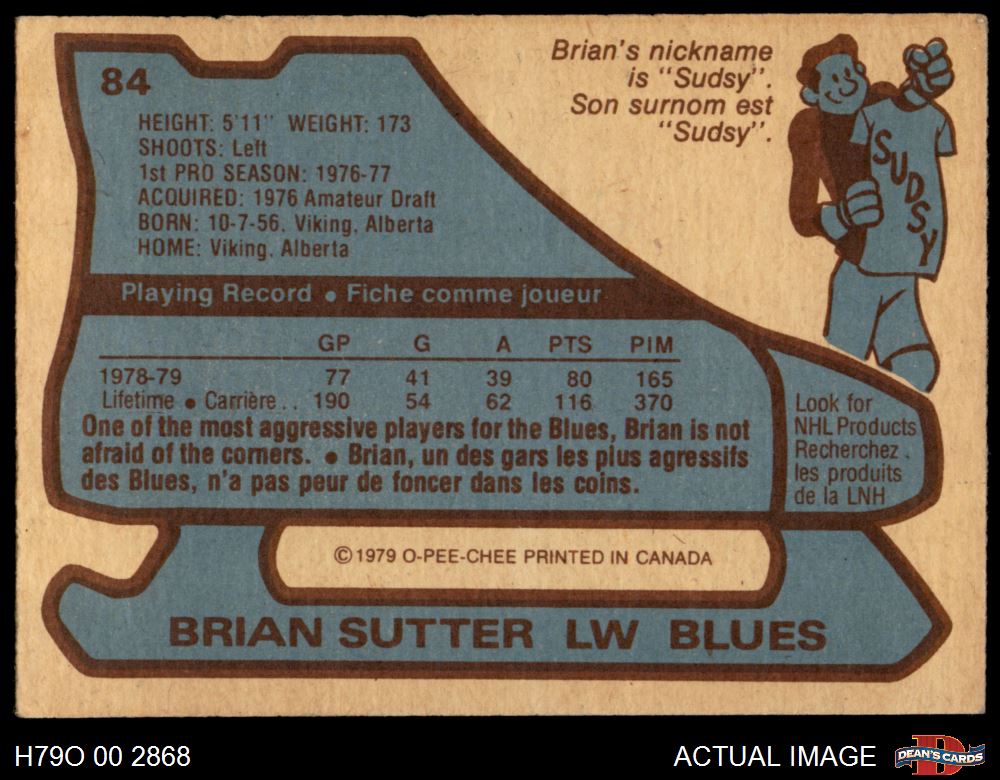 84
Brian's nickname
is "Sudsy".
Son surnom est
"Sudsy".
SUDSY
HEIGHT: 5'11" WEIGHT: 173
SHOOTS: Left
1st PRO SEASON: 1976-77
ACQUIRED: 1976 Amateur Draft
BORN: 10-7-56, Viking, Alberta
HOME: Viking, Alberta
Playing Record • Fiche comme joueur
GP G A PTS PIM
1978-79 77 41 39 80 165
Lifetime • Carrière . . 190 54 62 116 370
One of the most aggressive players for the Blues, Brian is not
afraid of the corners. • Brian, un des gars les plus agressifs
des Blues, n'a pas peur de foncer dans les coins.
Look for
NHL Products
Recherchez
les produits
de la LNH
©1979 O-PEE-CHEE PRINTED IN CANADA
BRIAN SUTTER LW BLUES
H79O 00 2868
ACTUAL IMAGE
D
DEAN'S CARDS